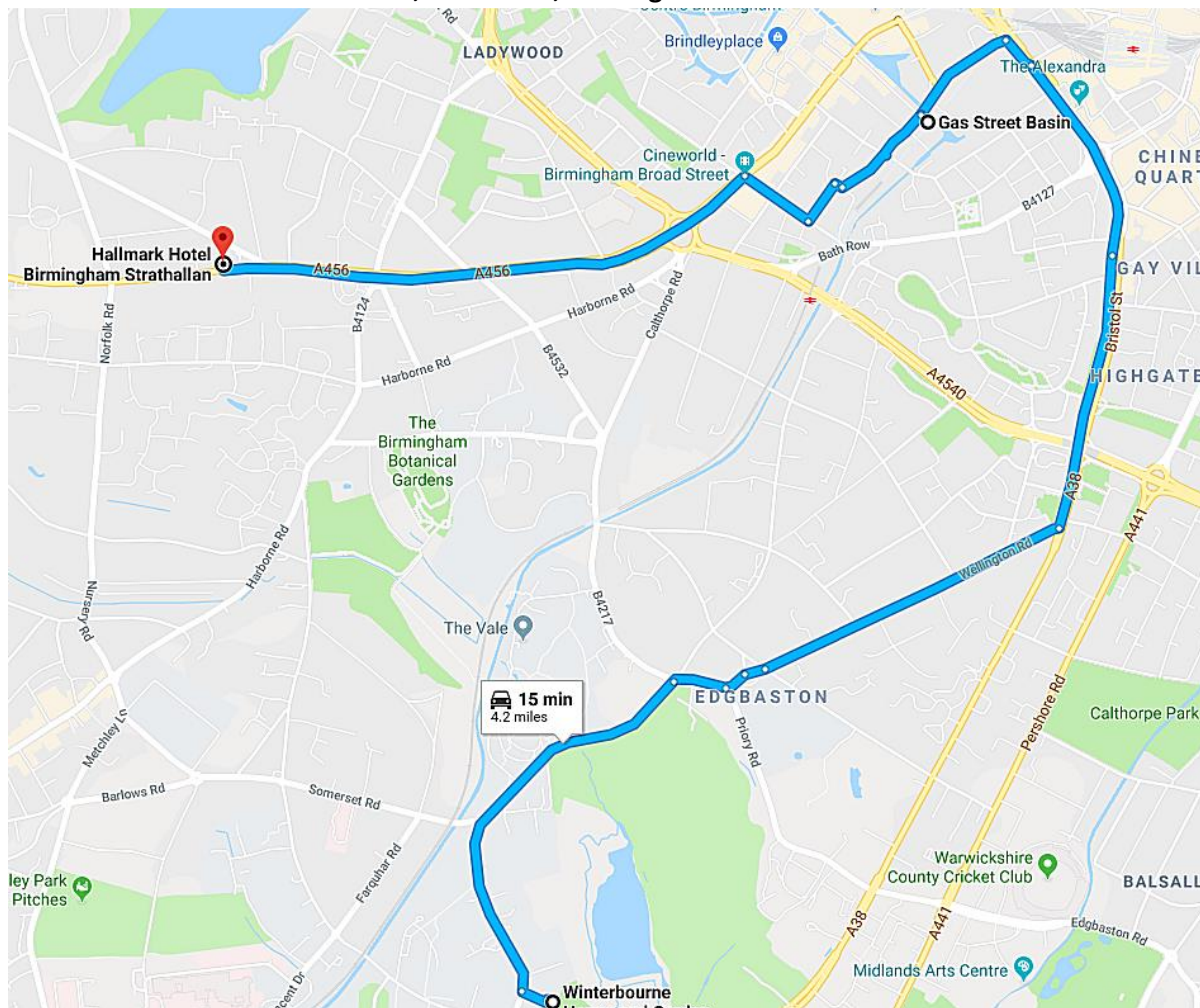 LADYWOOD
Brindleyplace
The Alexandra
Gas Street Basin
Cineworld -
Birmingham Broad Street
CHINE
QUART
B4127
Hallmark Hotel
Birmingham Strathallan
A456
A456
Bath Row
GAY VIL
Norfolk Rd
B4124
Harborne Rd
Calthorpe Rd
Bristol St
Harborne Rd
B4532
A4540
HIGHGATE
The
Birmingham
Botanical
Gardens
A38
A441
Harborne Rd
Wellington Rd
Nursery Rd
B4217
The Vale
EDGBASTON
15 min
4.2 miles
Priory Rd
Pershore Rd
Calthorpe Park
Metchley Ln
Barlows Rd
Somerset Rd
Farquhar Rd
Warwickshire
County Cricket Club
ley Park
Pitches
BALSALL
A38
A441
Edgbaston Rd
Midlands Arts Centre
cent Dr
Winterbourne